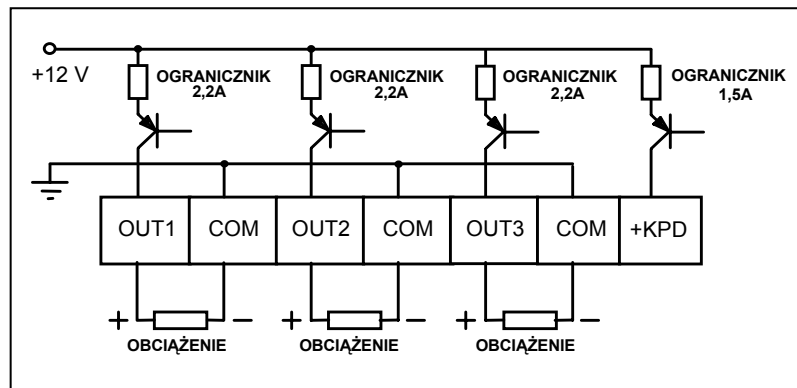 +12 V
OGRANICZNIK
2,2A
OGRANICZNIK
2,2A
OGRANICZNIK
2,2A
OGRANICZNIK
1,5A
OUT1 COM OUT2 COM OUT3 COM +KPD
+ − + − + −
OBCIĄŻENIE OBCIĄŻENIE OBCIĄŻENIE